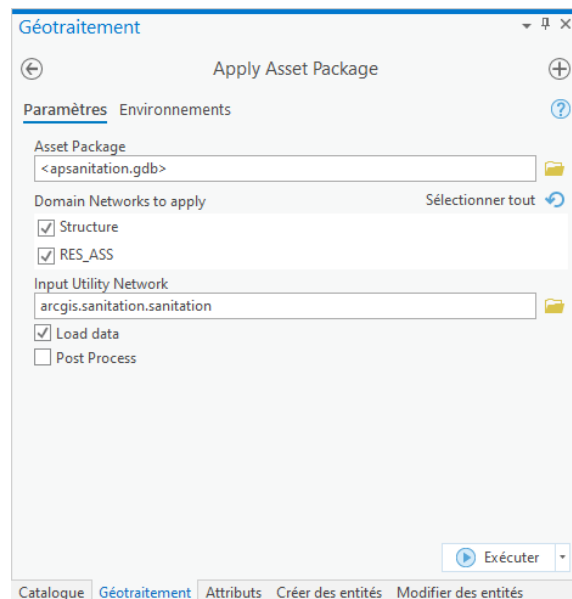 Géotraitement
Apply Asset Package
Paramètres Environnements
Asset Package
<apsanitation.gdb>
Domain Networks to apply Sélectionner tout
Structure
RES_ASS
Input Utility Network
arcgis.sanitation.sanitation
Load data
Post Process
Exécuter
Catalogue Géotraitement Attributs Créer des entités Modifier des entités